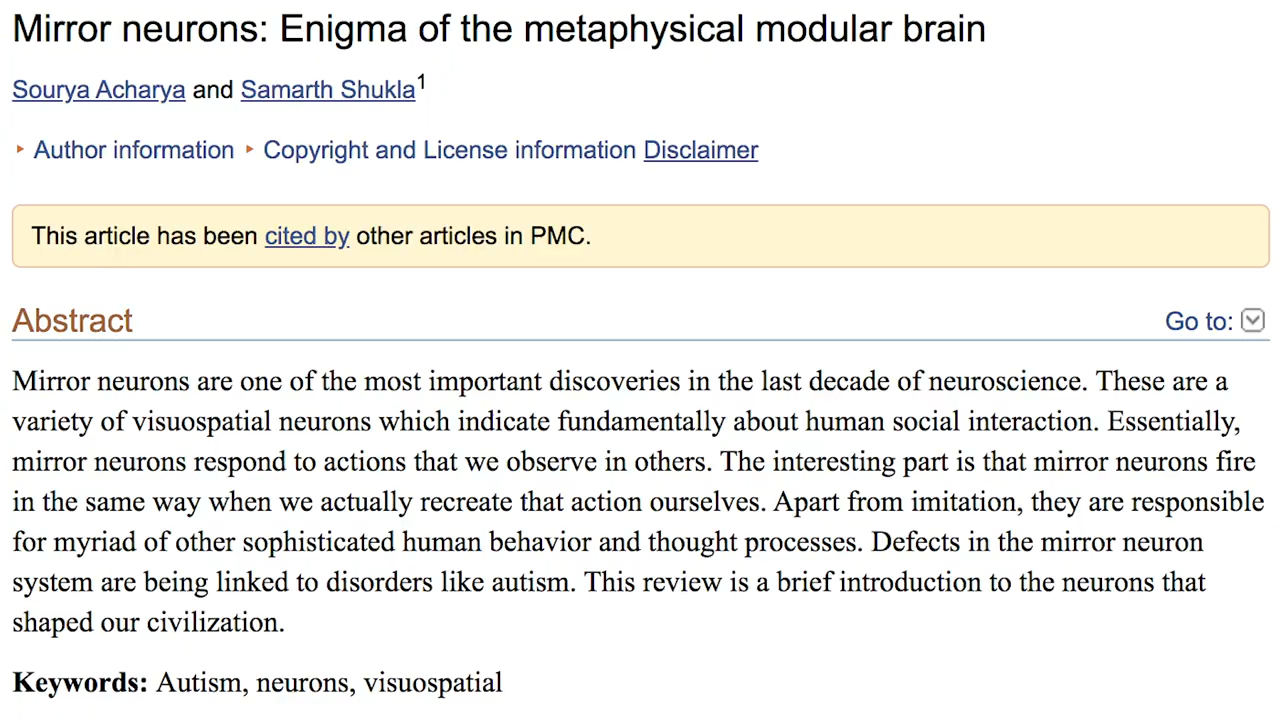 Mirror neurons: Enigma of the metaphysical modular brain
Sourya Acharya and Samarth Shukla1
Author information Copyright and License information Disclaimer
This article has been cited by other articles in PMC.
Abstract Go to:
Mirror neurons are one of the most important discoveries in the last decade of neuroscience. These are a
variety of visuospatial neurons which indicate fundamentally about human social interaction. Essentially,
mirror neurons respond to actions that we observe in others. The interesting part is that mirror neurons fire
in the same way when we actually recreate that action ourselves. Apart from imitation, they are responsible
for myriad of other sophisticated human behavior and thought processes. Defects in the mirror neuron
system are being linked to disorders like autism. This review is a brief introduction to the neurons that
shaped our civilization.
Keywords: Autism, neurons, visuospatial